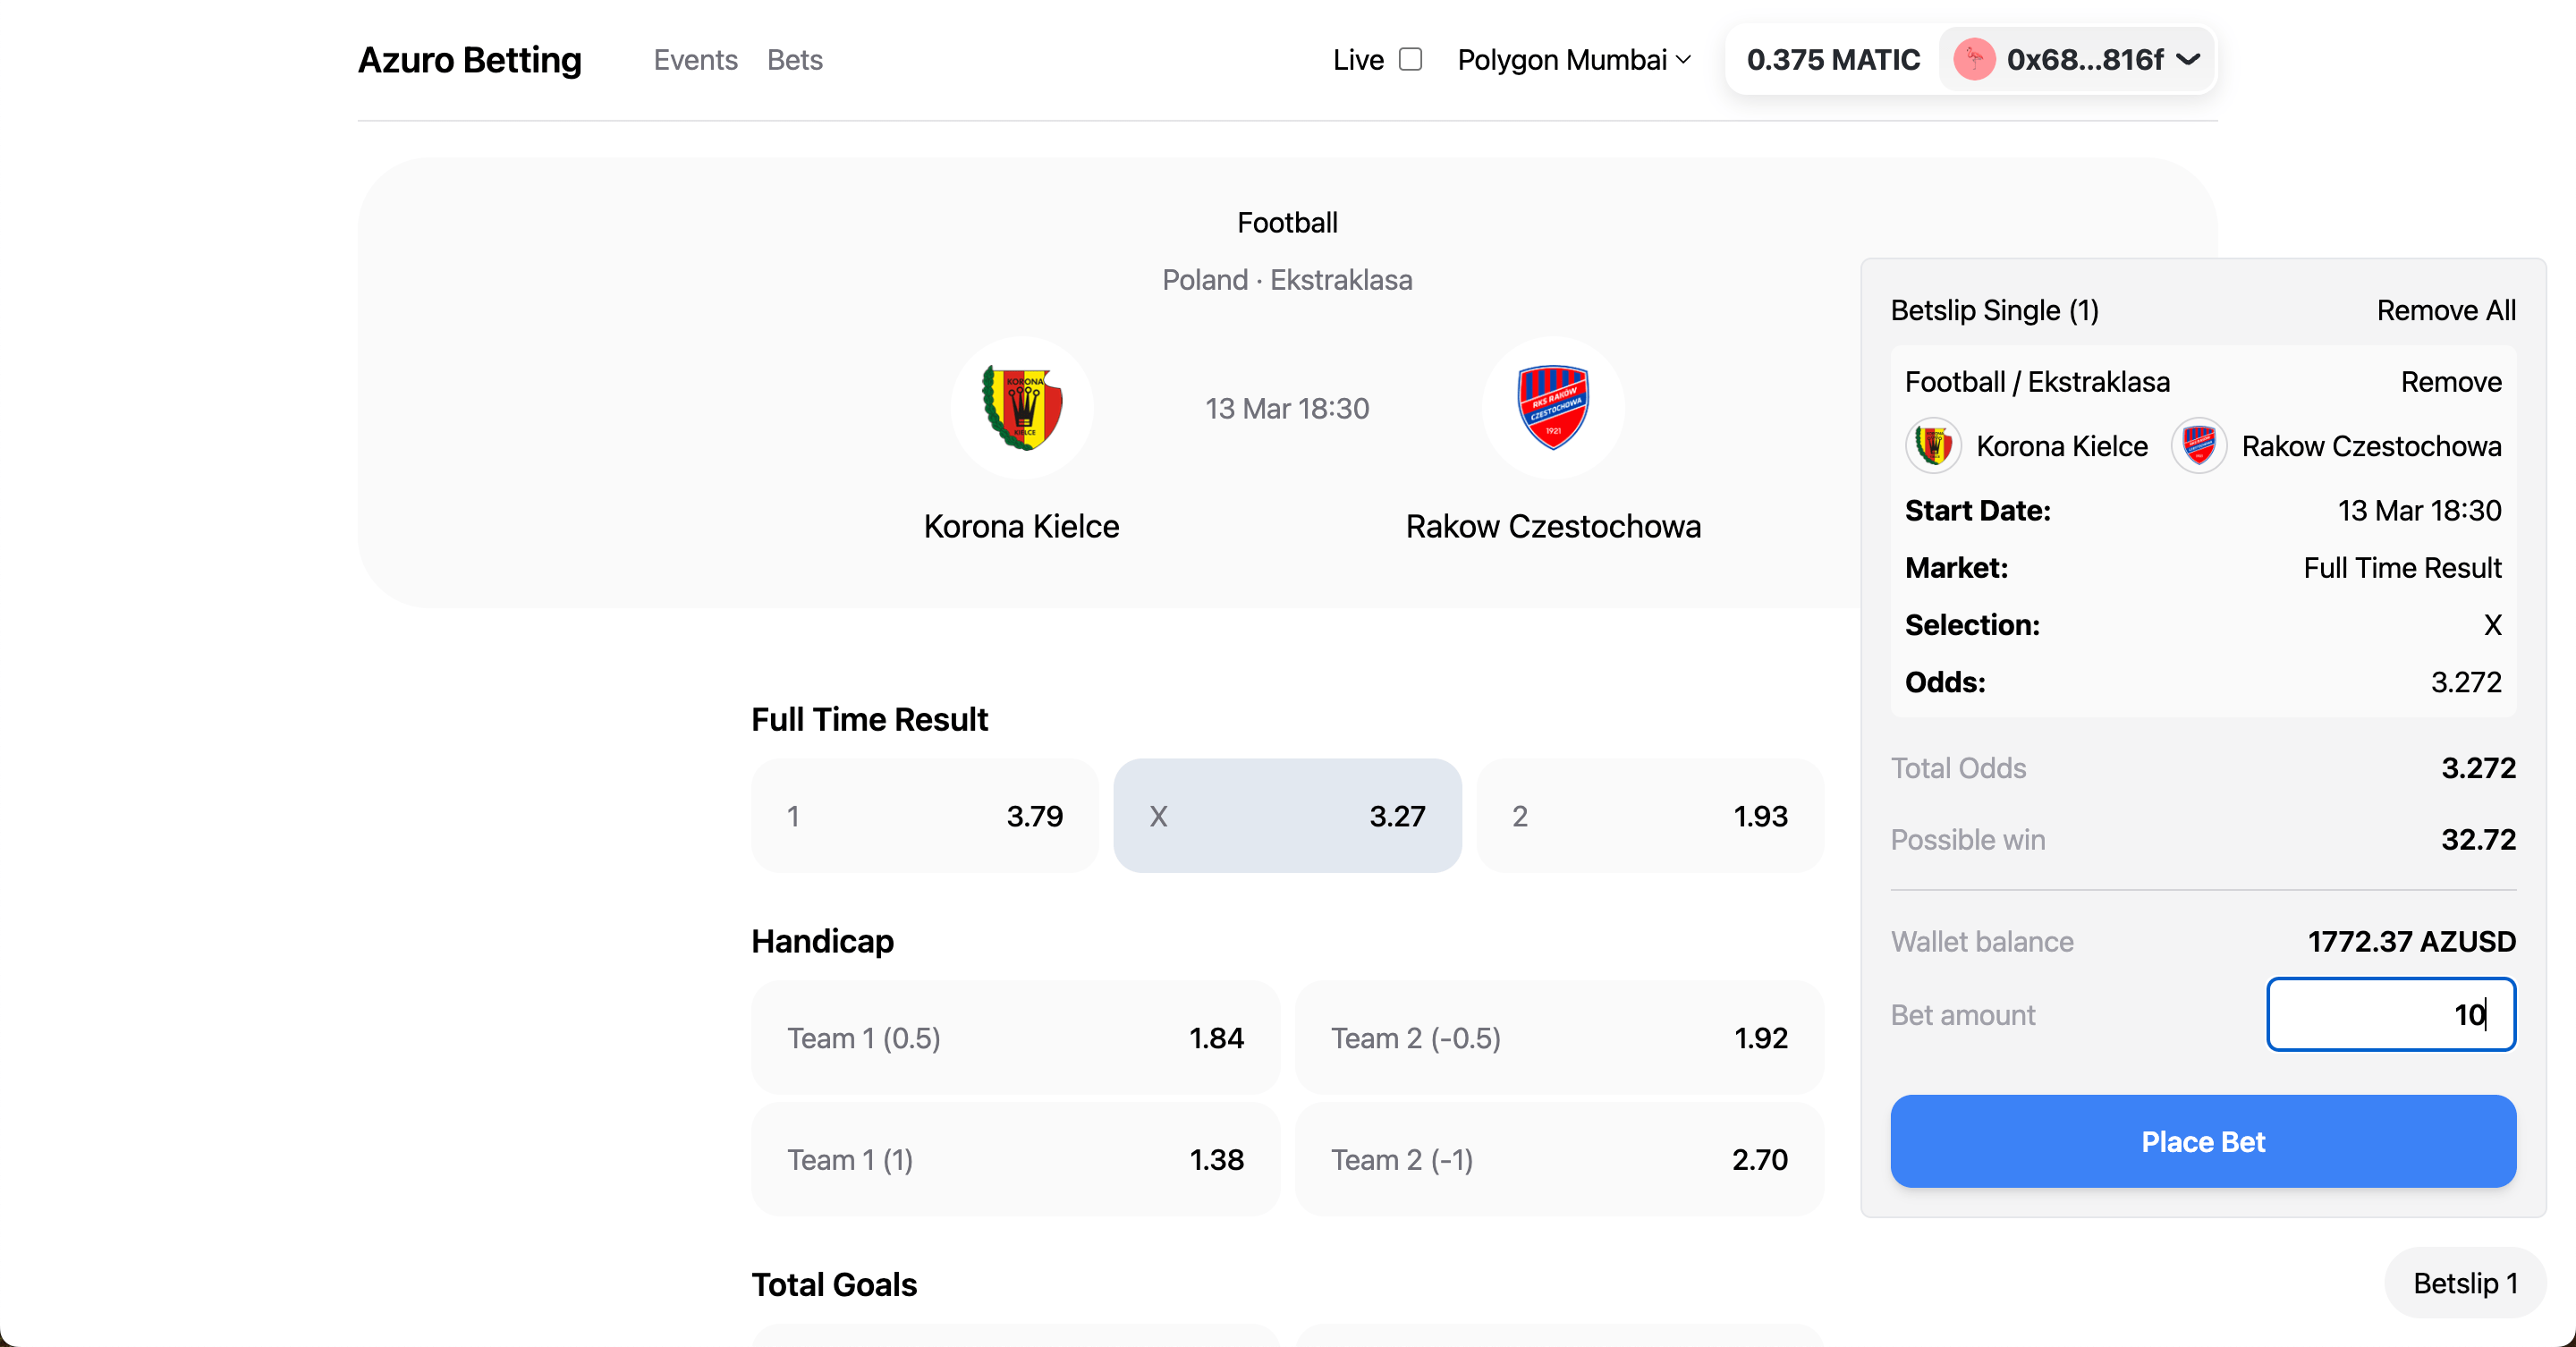 Azuro Betting Events Bets Live Polygon Mumbai 0.375 MATIC 0x68...816f
Football
Poland · Ekstraklasa
KORONA
KIELCE
13 Mar 18:30
RKS RAKÓW
CZESTOCHOWA
1921
Korona Kielce Rakow Czestochowa
Full Time Result
1 3.79 X 3.27 2 1.93
Handicap
Team 1 (0.5) 1.84 Team 2 (-0.5) 1.92
Team 1 (1) 1.38 Team 2 (-1) 2.70
Total Goals
Betslip Single (1) Remove All
Football / Ekstraklasa Remove
Korona Kielce Rakow Czestochowa
Start Date: 13 Mar 18:30
Market: Full Time Result
Selection: X
Odds: 3.272
Total Odds 3.272
Possible win 32.72
Wallet balance 1772.37 AZUSD
Bet amount 10
Place Bet
Betslip 1